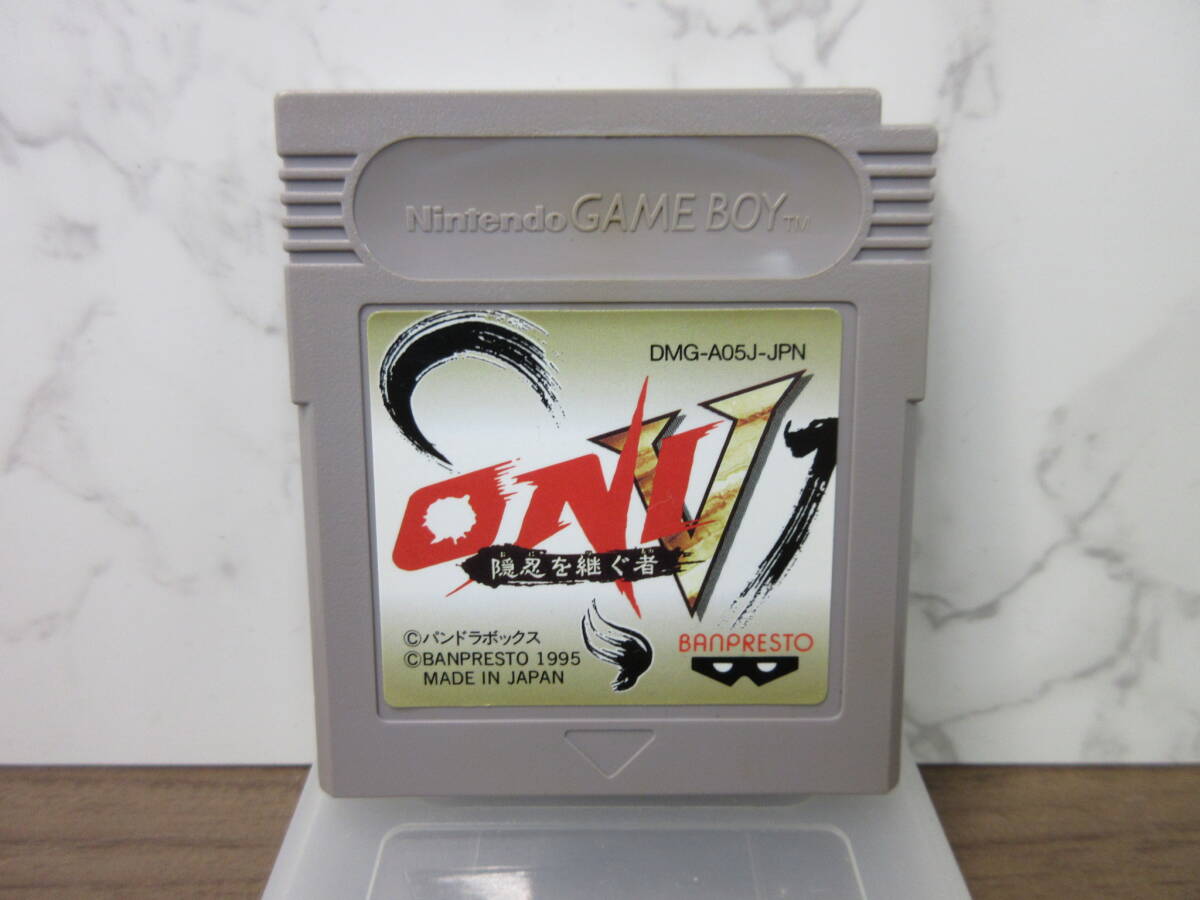 Nintendo GAME BOY TM
DMG-A05J-JPN
ONI V
隠忍を継ぐ者
©パンドラボックス
©BANPRESTO 1995
MADE IN JAPAN
BANPRESTO